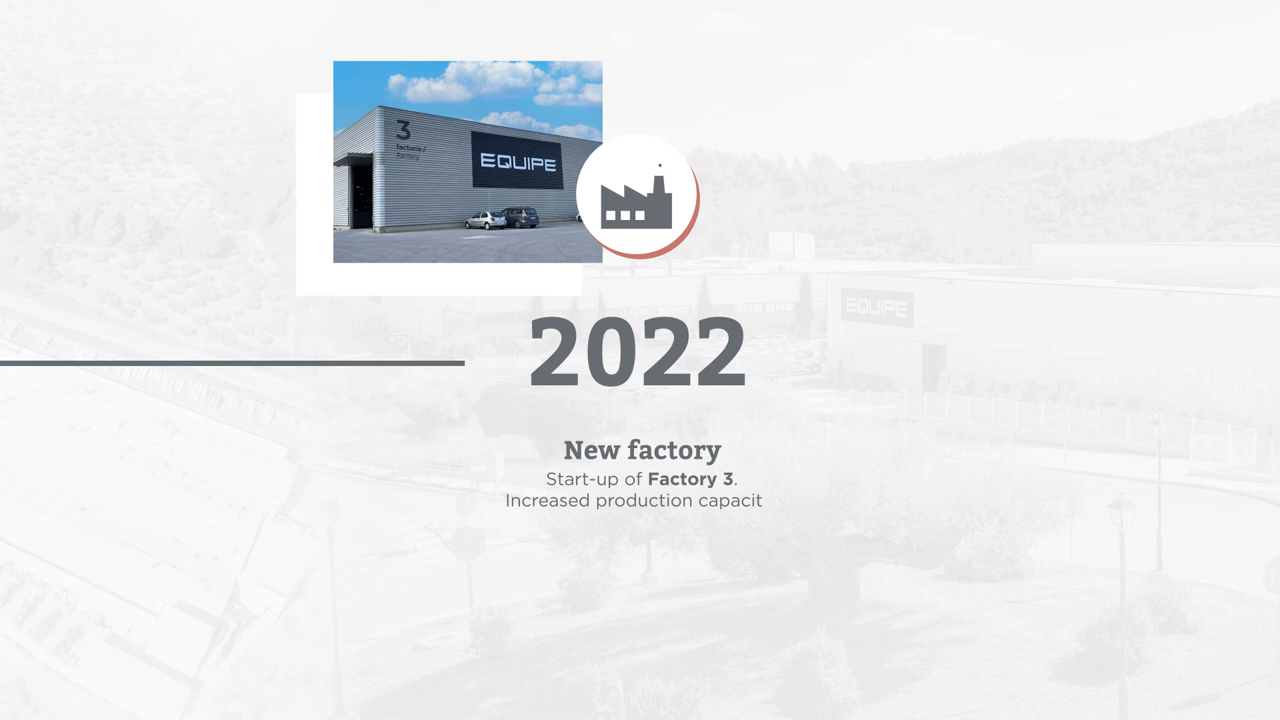 3
factoria /
factory
EQUIPE
EQUIPE
2022
New factory
Start-up of Factory 3.
Increased production capacit